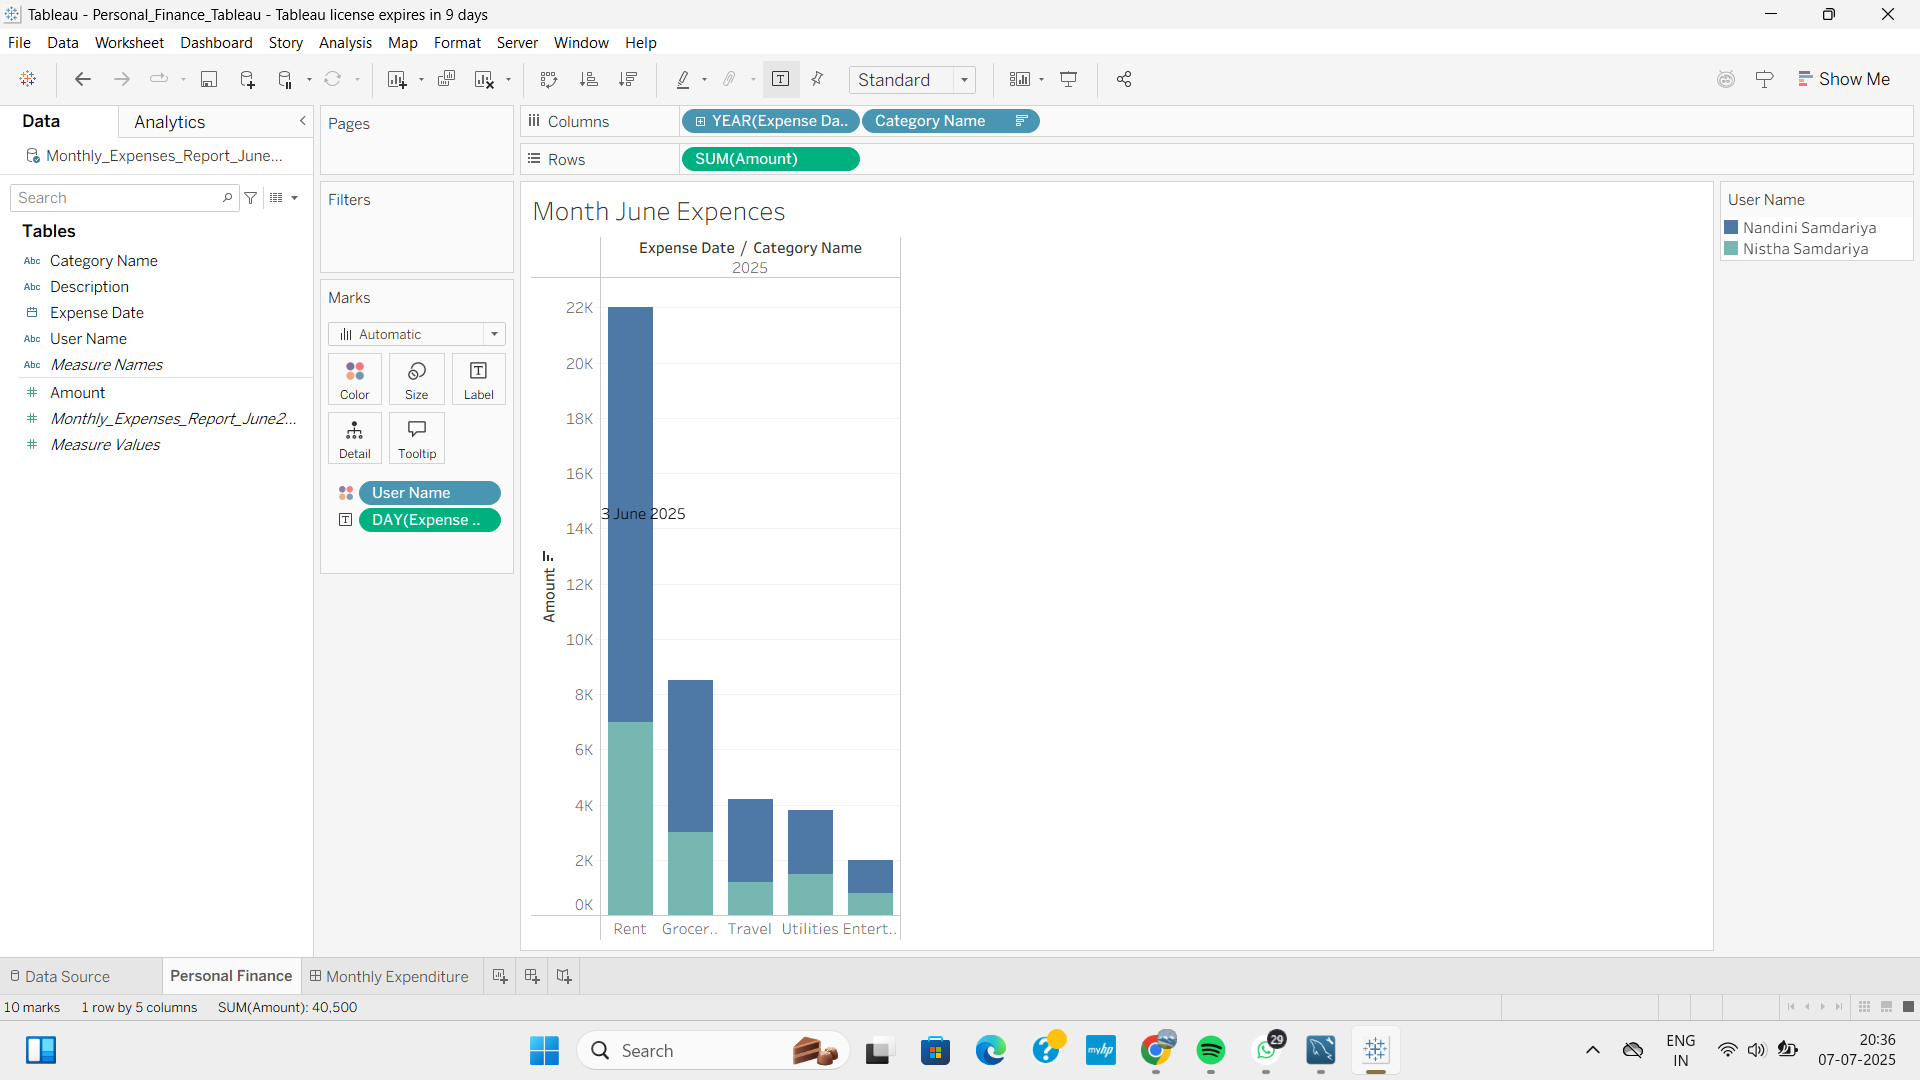 Tableau - Personal_Finance_Tableau - Tableau license expires in 9 days
File Data Worksheet Dashboard Story Analysis Map Format Server Window Help
Standard
Show Me
Data Analytics
Monthly_Expenses_Report_June...
Search
Tables
Abc Category Name
Abc Description
Expense Date
Abc User Name
Abc Measure Names
# Amount
# Monthly_Expenses_Report_June2...
# Measure Values
Pages
Filters
Marks
Automatic
Color Size Label
Detail Tooltip
User Name
T DAY(Expense ..
Columns YEAR(Expense Da.. Category Name
Rows SUM(Amount)
Month June Expences
Expense Date / Category Name
2025
22K
20K
18K
16K
3 June 2025
14K
12K
10K
8K
6K
4K
2K
0K
Amount
Rent Grocer.. Travel Utilities Entert..
User Name
Nandini Samdariya
Nistha Samdariya
Data Source Personal Finance Monthly Expenditure
10 marks 1 row by 5 columns SUM(Amount): 40,500
Search
myhp
29
ENG
IN
20:36
07-07-2025